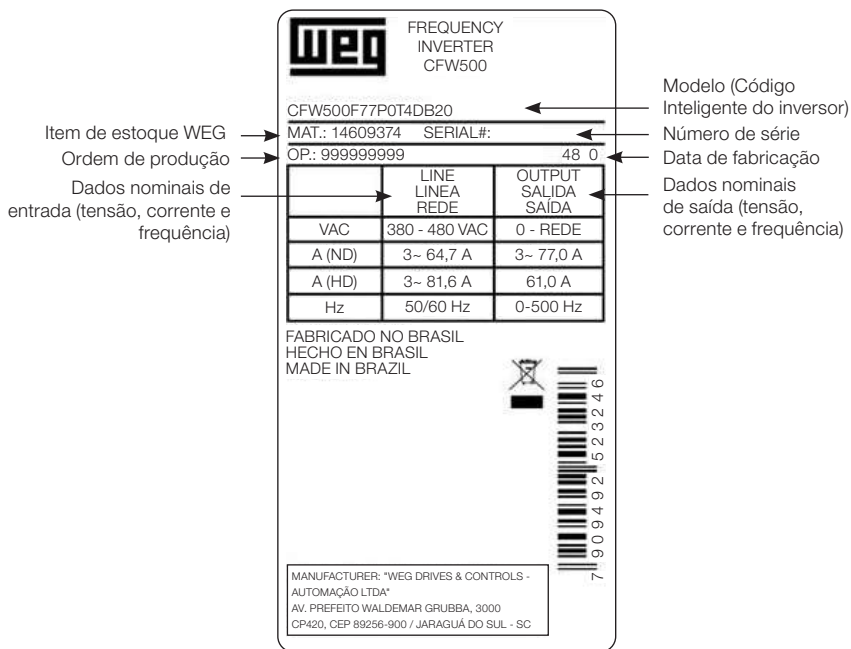 weg
FREQUENCY
INVERTER
CFW500
CFW500F77P0T4DB20
Modelo (Código
Inteligente do inversor)
Item de estoque WEG
MAT.: 14609374 SERIAL#:
Número de série
Ordem de produção
OP.: 999999999 48 0
Data de fabricação
Dados nominais de
entrada (tensão, corrente e
frequência)
LINE
LINEA
REDE
OUTPUT
SALIDA
SAÍDA
Dados nominais
de saída (tensão,
corrente e frequência)
VAC 380 - 480 VAC 0 - REDE
A (ND) 3~ 64,7 A 3~ 77,0 A
A (HD) 3~ 81,6 A 61,0 A
Hz 50/60 Hz 0-500 Hz
FABRICADO NO BRASIL
HECHO EN BRASIL
MADE IN BRAZIL
7 909492 523246
MANUFACTURER: "WEG DRIVES & CONTROLS -
AUTOMAÇÃO LTDA"
AV. PREFEITO WALDEMAR GRUBBA, 3000
CP420, CEP 89256-900 / JARAGUÁ DO SUL - SC